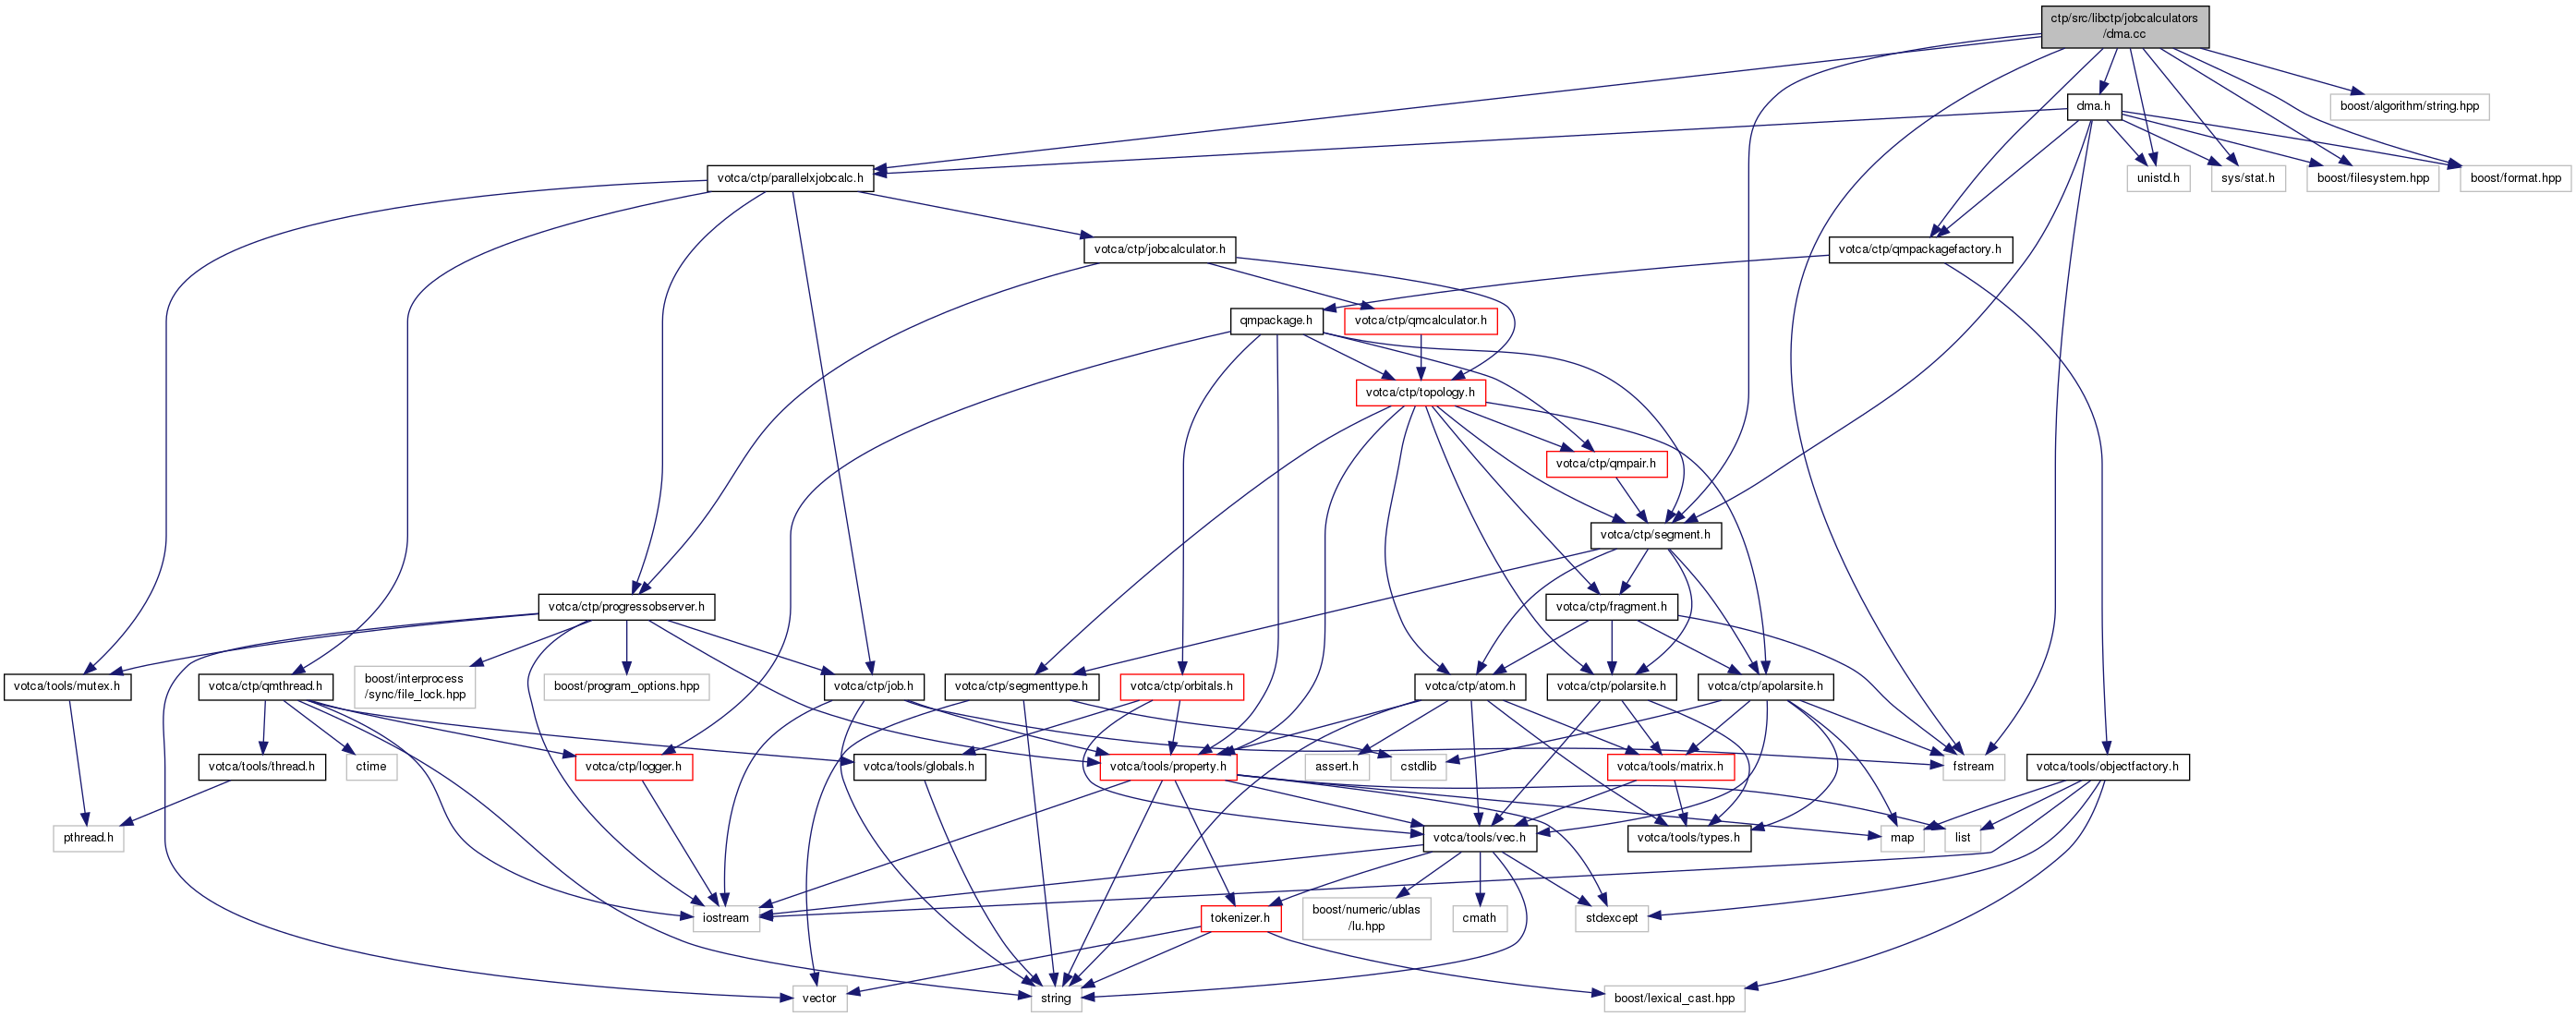 ctp/src/libctp/jobcalculators
/dma.cc
dma.h
boost/algorithm/string.hpp
votca/ctp/parallelxjobcalc.h
unistd.h
sys/stat.h
boost/filesystem.hpp
boost/format.hpp
votca/ctp/jobcalculator.h
votca/ctp/qmpackagefactory.h
qmpackage.h
votca/ctp/qmcalculator.h
votca/ctp/topology.h
votca/ctp/qmpair.h
votca/ctp/segment.h
votca/ctp/progressobserver.h
votca/ctp/fragment.h
votca/tools/mutex.h
votca/ctp/qmthread.h
boost/interprocess
/sync/file_lock.hpp
boost/program_options.hpp
votca/ctp/job.h
votca/ctp/segmenttype.h
votca/ctp/orbitals.h
votca/ctp/atom.h
votca/ctp/polarsite.h
votca/ctp/apolarsite.h
votca/tools/thread.h
ctime
votca/ctp/logger.h
votca/tools/globals.h
votca/tools/property.h
assert.h
cstdlib
votca/tools/matrix.h
fstream
votca/tools/objectfactory.h
pthread.h
votca/tools/vec.h
votca/tools/types.h
map
list
iostream
tokenizer.h
boost/numeric/ublas
/lu.hpp
cmath
stdexcept
vector
string
boost/lexical_cast.hpp